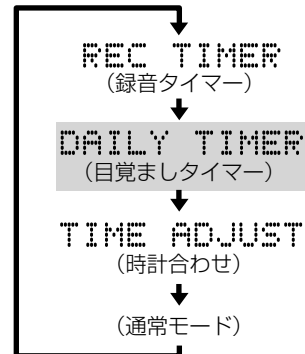 REC TIMER
（録音タイマー）
DAILY TIMER
（目覚ましタイマー）
TIME ADJUST
（時計合わせ）
（通常モード）